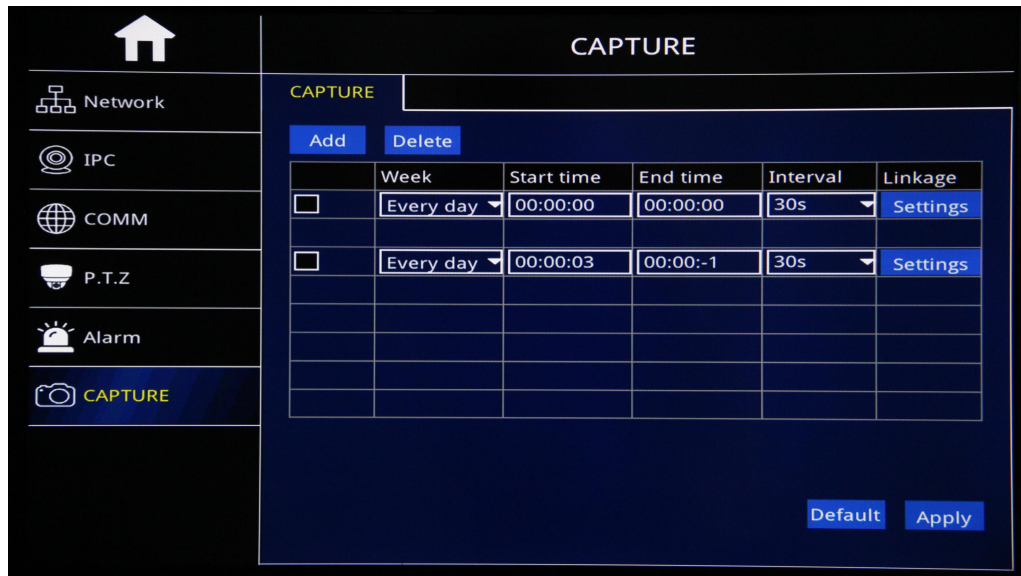 CAPTURE
Network
IPC
COMM
P.T.Z
Alarm
CAPTURE
CAPTURE
Add Delete
Week Start time End time Interval Linkage
Every day 00:00:00 00:00:00 30s Settings
Every day 00:00:03 00:00:-1 30s Settings
Default Apply